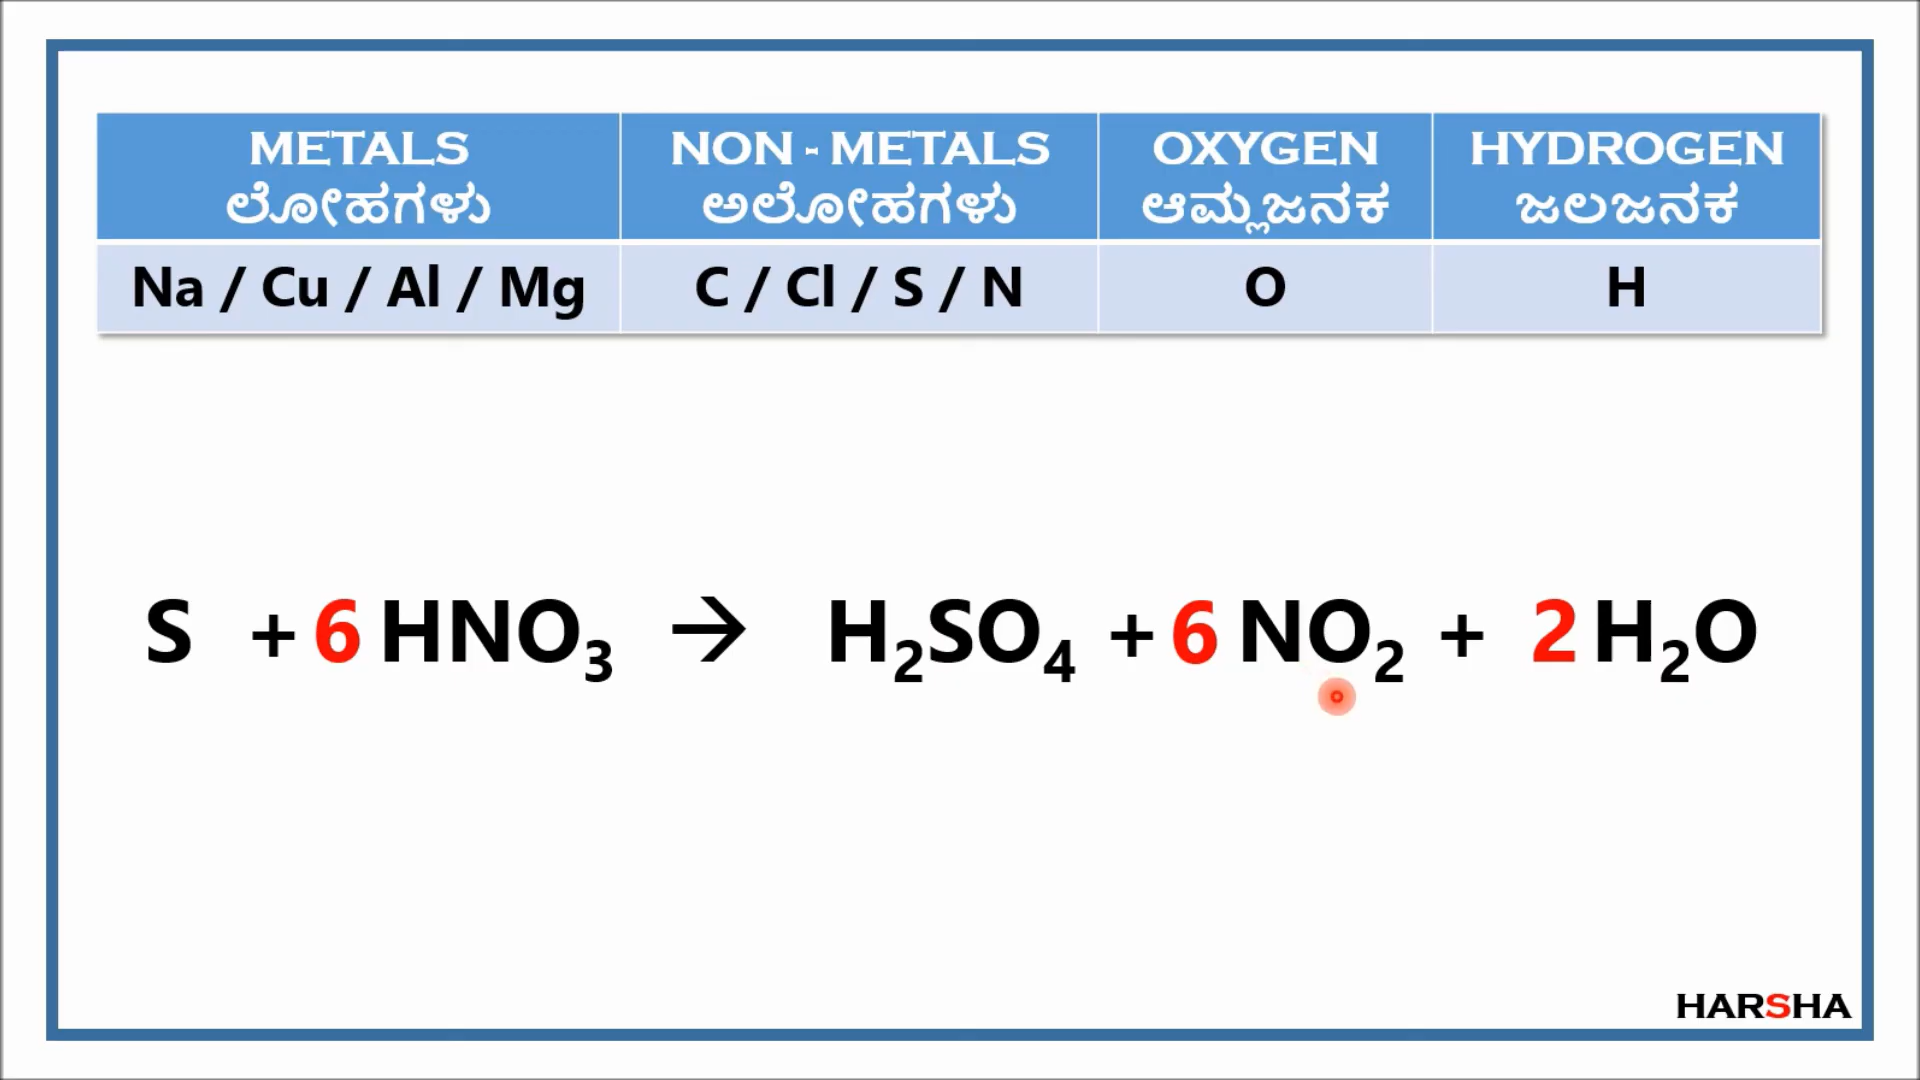 METALS
ಲೋಹಗಳು
NON - METALS
ಅಲೋಹಗಳು
OXYGEN
ಆಮ್ಲಜನಕ
HYDROGEN
ಜಲಜನಕ
Na / Cu / Al / Mg
C / Cl / S / N
O
H
S + 6 HNO₃ → H₂SO₄ + 6 NO₂ + 2 H₂O
HARSHA